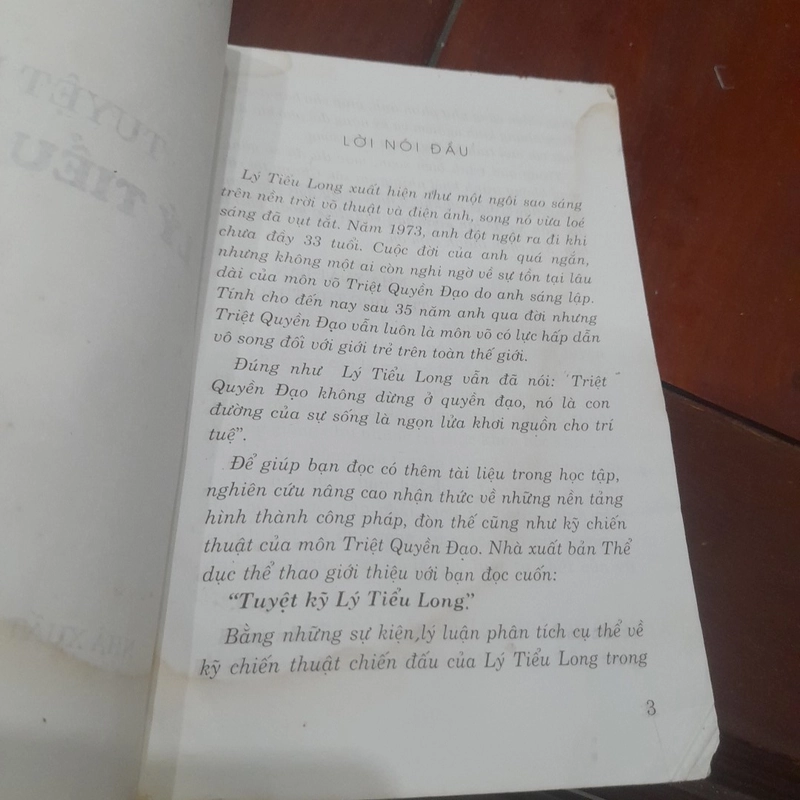 LỜI NÓI ĐẦU
Lý Tiểu Long xuất hiện như một ngôi sao sáng
trên nền trời võ thuật và điện ảnh, song nó vừa loé
sáng đã vụt tắt. Năm 1973, anh đột ngột ra đi khi
chưa đầy 33 tuổi. Cuộc đời của anh quá ngắn,
nhưng không một ai còn nghi ngờ về sự tồn tại lâu
dài của môn võ Triệt Quyền Đạo do anh sáng lập.
Tính cho đến nay sau 35 năm anh qua đời nhưng
Triệt Quyền Đạo vẫn luôn là môn võ có lực hấp dẫn
vô song đối với giới trẻ trên toàn thế giới.
Đúng như Lý Tiểu Long vẫn đã nói: "Triệt
Quyền Đạo không dừng ở quyền đạo, nó là con
đường của sự sống là ngọn lửa khơi nguồn cho trí
tuệ".
Để giúp bạn đọc có thêm tài liệu trong học tập,
nghiên cứu nâng cao nhận thức về những nền tảng
hình thành công pháp, đòn thế cũng như kỹ chiến
thuật của môn Triệt Quyền Đạo. Nhà xuất bản Thể
dục thể thao giới thiệu với bạn đọc cuốn:
"Tuyệt kỹ Lý Tiểu Long."
Bằng những sự kiện, lý luận phân tích cụ thể về
kỹ chiến thuật chiến đấu của Lý Tiểu Long trong
3
TUYỆT
LÝ TIỂU